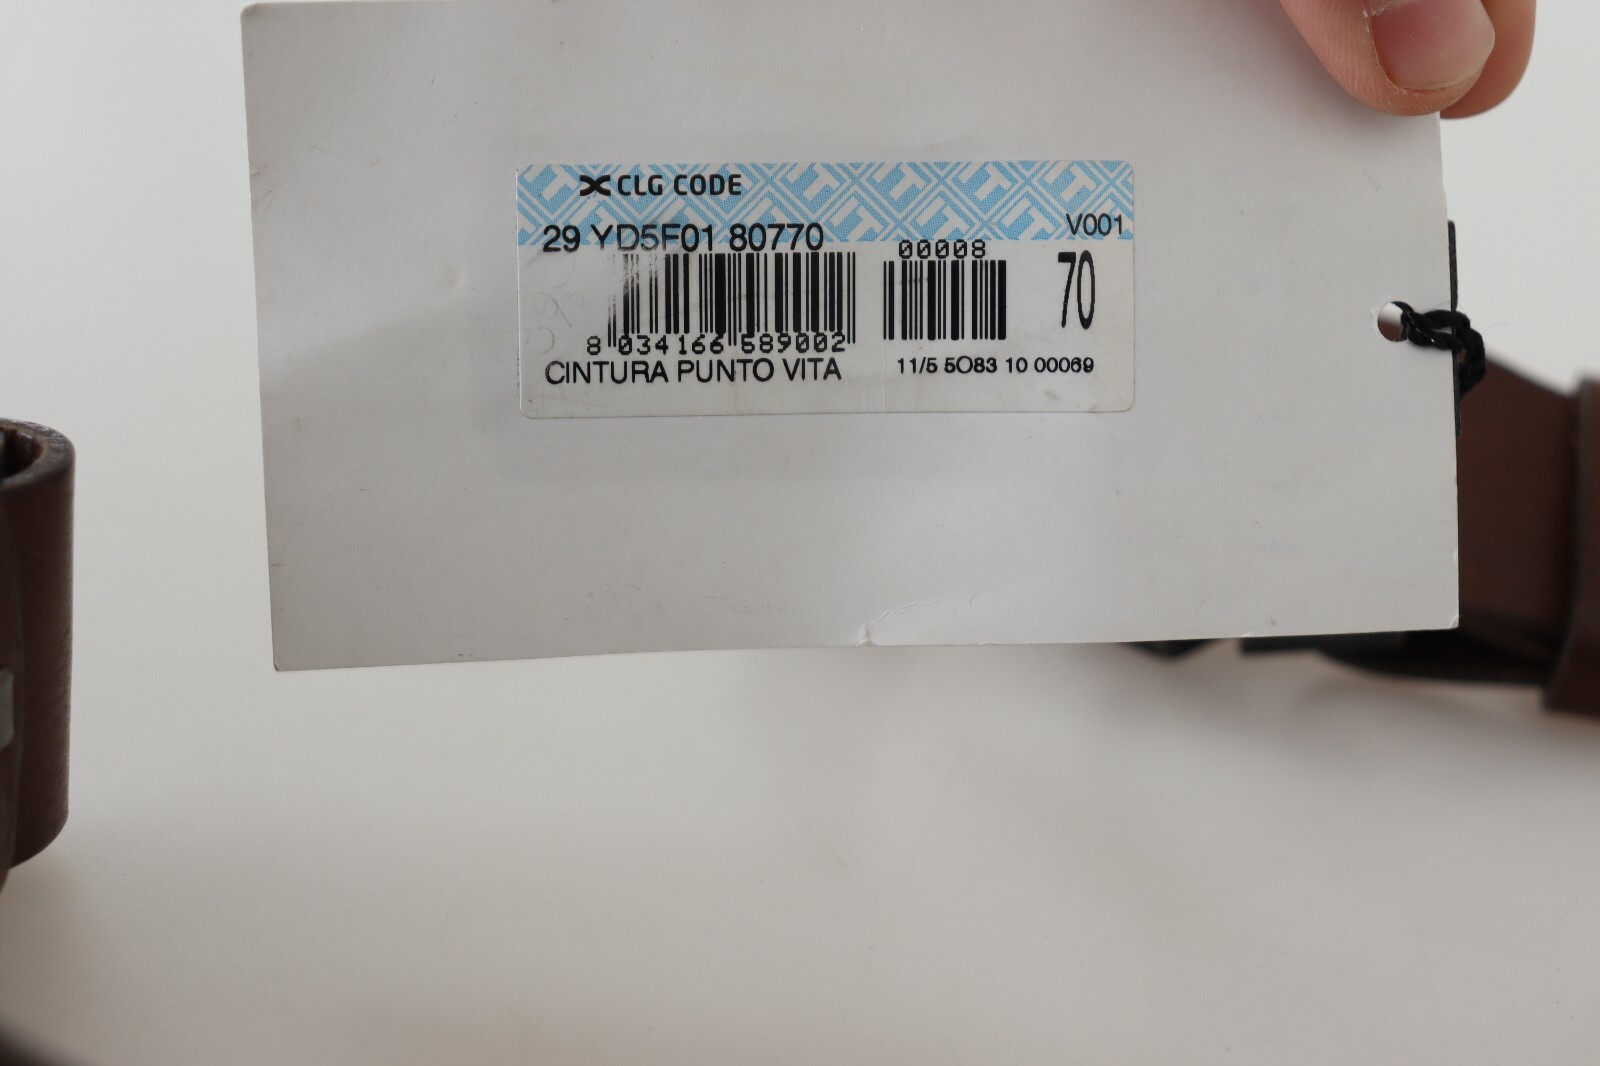 CLG CODE
29 YD5F01 80770
V001
00008
70
8 034166 589002
CINTURA PUNTO VITA
11/5 5O83 10 00069